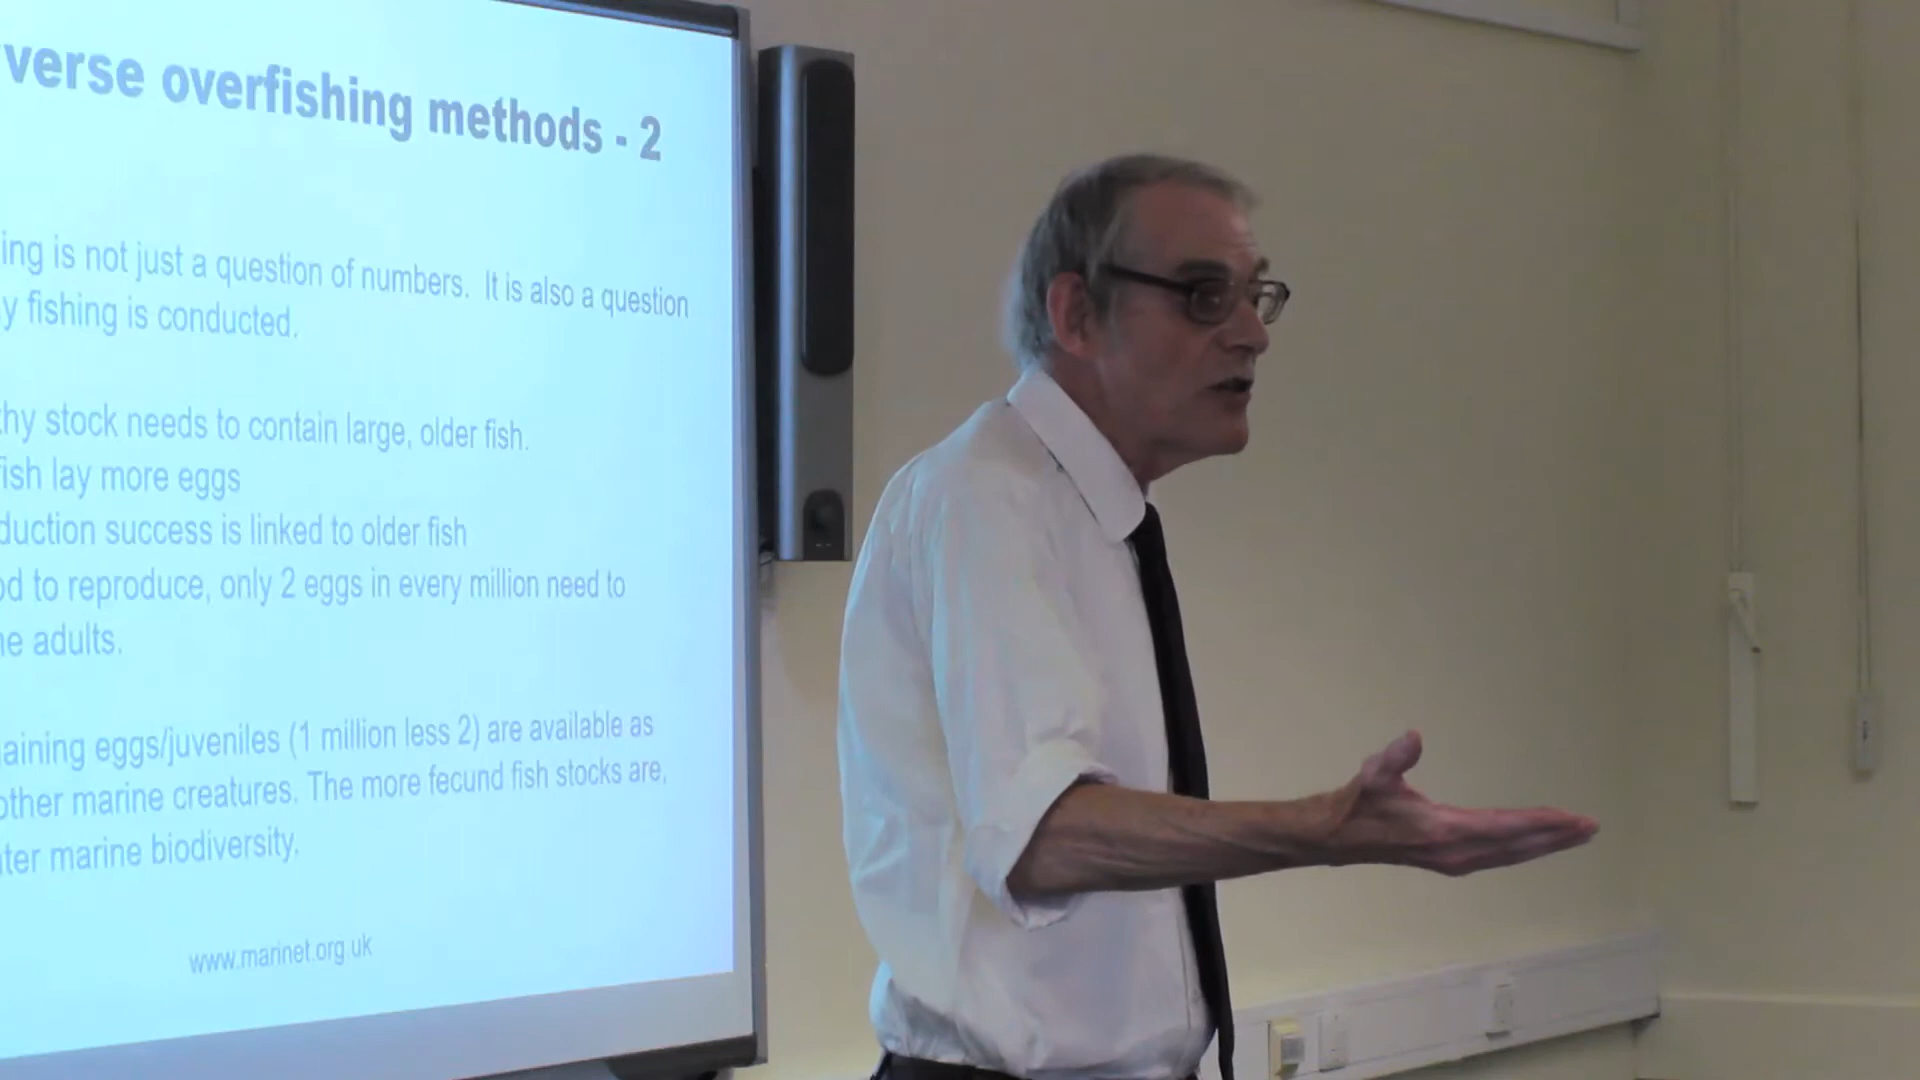 verse overfishing methods - 2
ing is not just a question of numbers. It is also a question
y fishing is conducted.
thy stock needs to contain large, older fish.
fish lay more eggs
duction success is linked to older fish
od to reproduce, only 2 eggs in every million need to
ne adults.
aining eggs/juveniles (1 million less 2) are available as
other marine creatures. The more fecund fish stocks are,
ater marine biodiversity.
www.marinet.org.uk